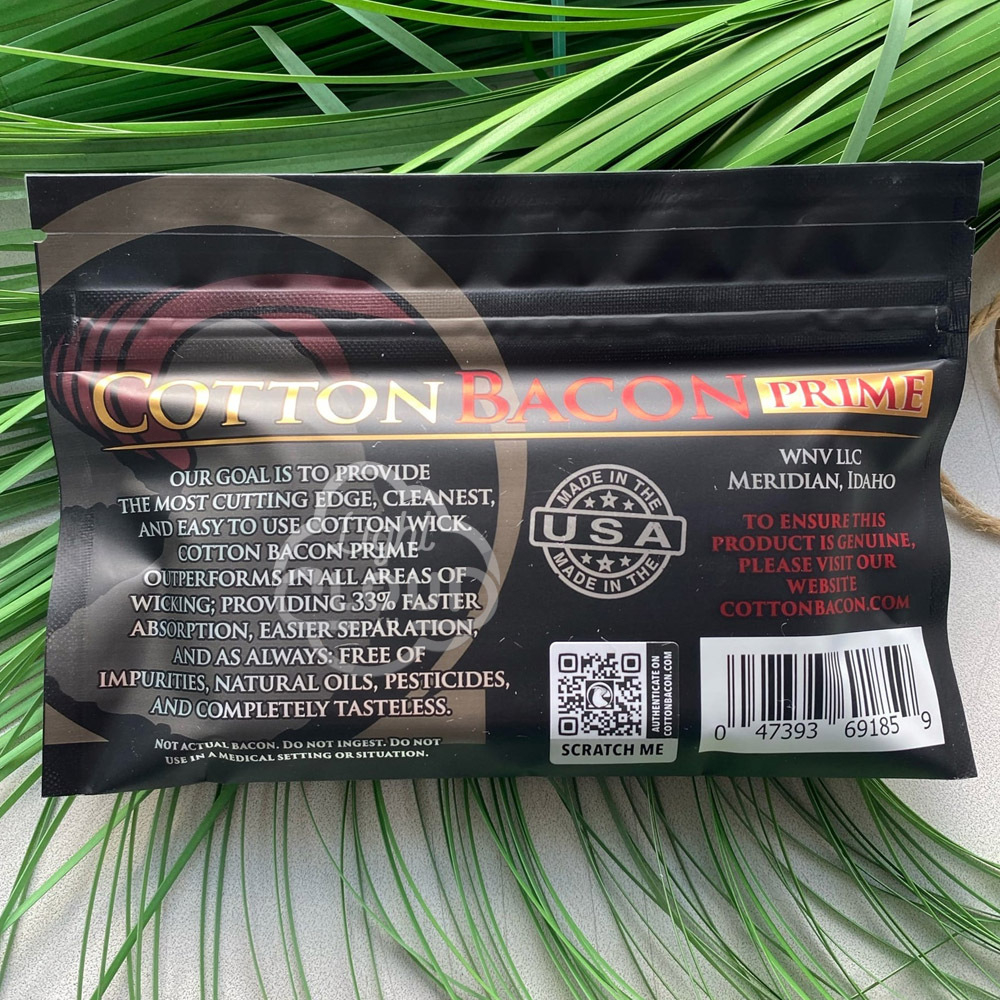 COTTON BACON PRIME
OUR GOAL IS TO PROVIDE
THE MOST CUTTING EDGE, CLEANEST,
AND EASY TO USE COTTON WICK.
COTTON BACON PRIME
OUTPERFORMS IN ALL AREAS OF
WICKING; PROVIDING 33% FASTER
ABSORPTION, EASIER SEPARATION,
AND AS ALWAYS: FREE OF
IMPURITIES, NATURAL OILS, PESTICIDES,
AND COMPLETELY TASTELESS.
NOT ACTUAL BACON. DO NOT INGEST. DO NOT
USE IN A MEDICAL SETTING OR SITUATION.
MADE IN THE
USA
MADE IN THE
WNV LLC
MERIDIAN, IDAHO
TO ENSURE THIS
PRODUCT IS GENUINE,
PLEASE VISIT OUR
WEBSITE
COTTONBACON.COM
AUTHENTICATE ON
COTTONBACON.COM
SCRATCH ME
0 47393 69185 9